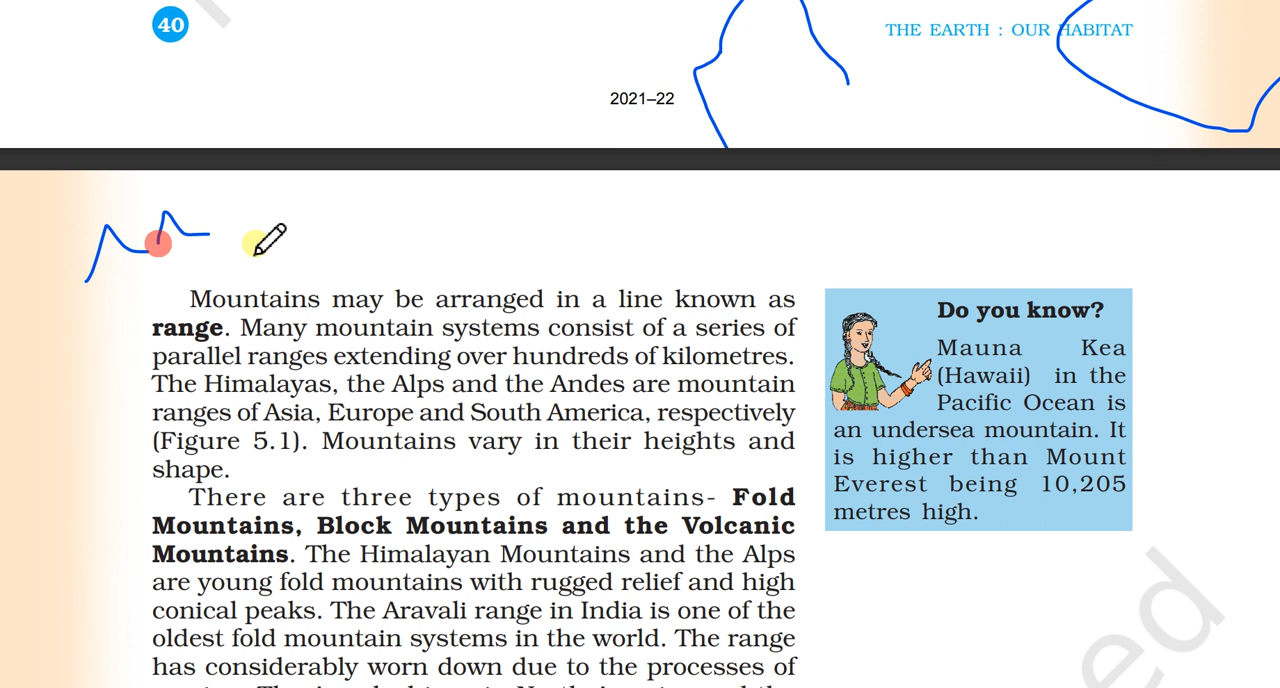 40
THE EARTH : OUR HABITAT
2021–22
Mountains may be arranged in a line known as
range. Many mountain systems consist of a series of
parallel ranges extending over hundreds of kilometres.
The Himalayas, the Alps and the Andes are mountain
ranges of Asia, Europe and South America, respectively
(Figure 5.1). Mountains vary in their heights and
shape.
There are three types of mountains- Fold
Mountains, Block Mountains and the Volcanic
Mountains. The Himalayan Mountains and the Alps
are young fold mountains with rugged relief and high
conical peaks. The Aravali range in India is one of the
oldest fold mountain systems in the world. The range
has considerably worn down due to the processes of
Do you know?
Mauna Kea
(Hawaii) in the
Pacific Ocean is
an undersea mountain. It
is higher than Mount
Everest being 10,205
metres high.
ed